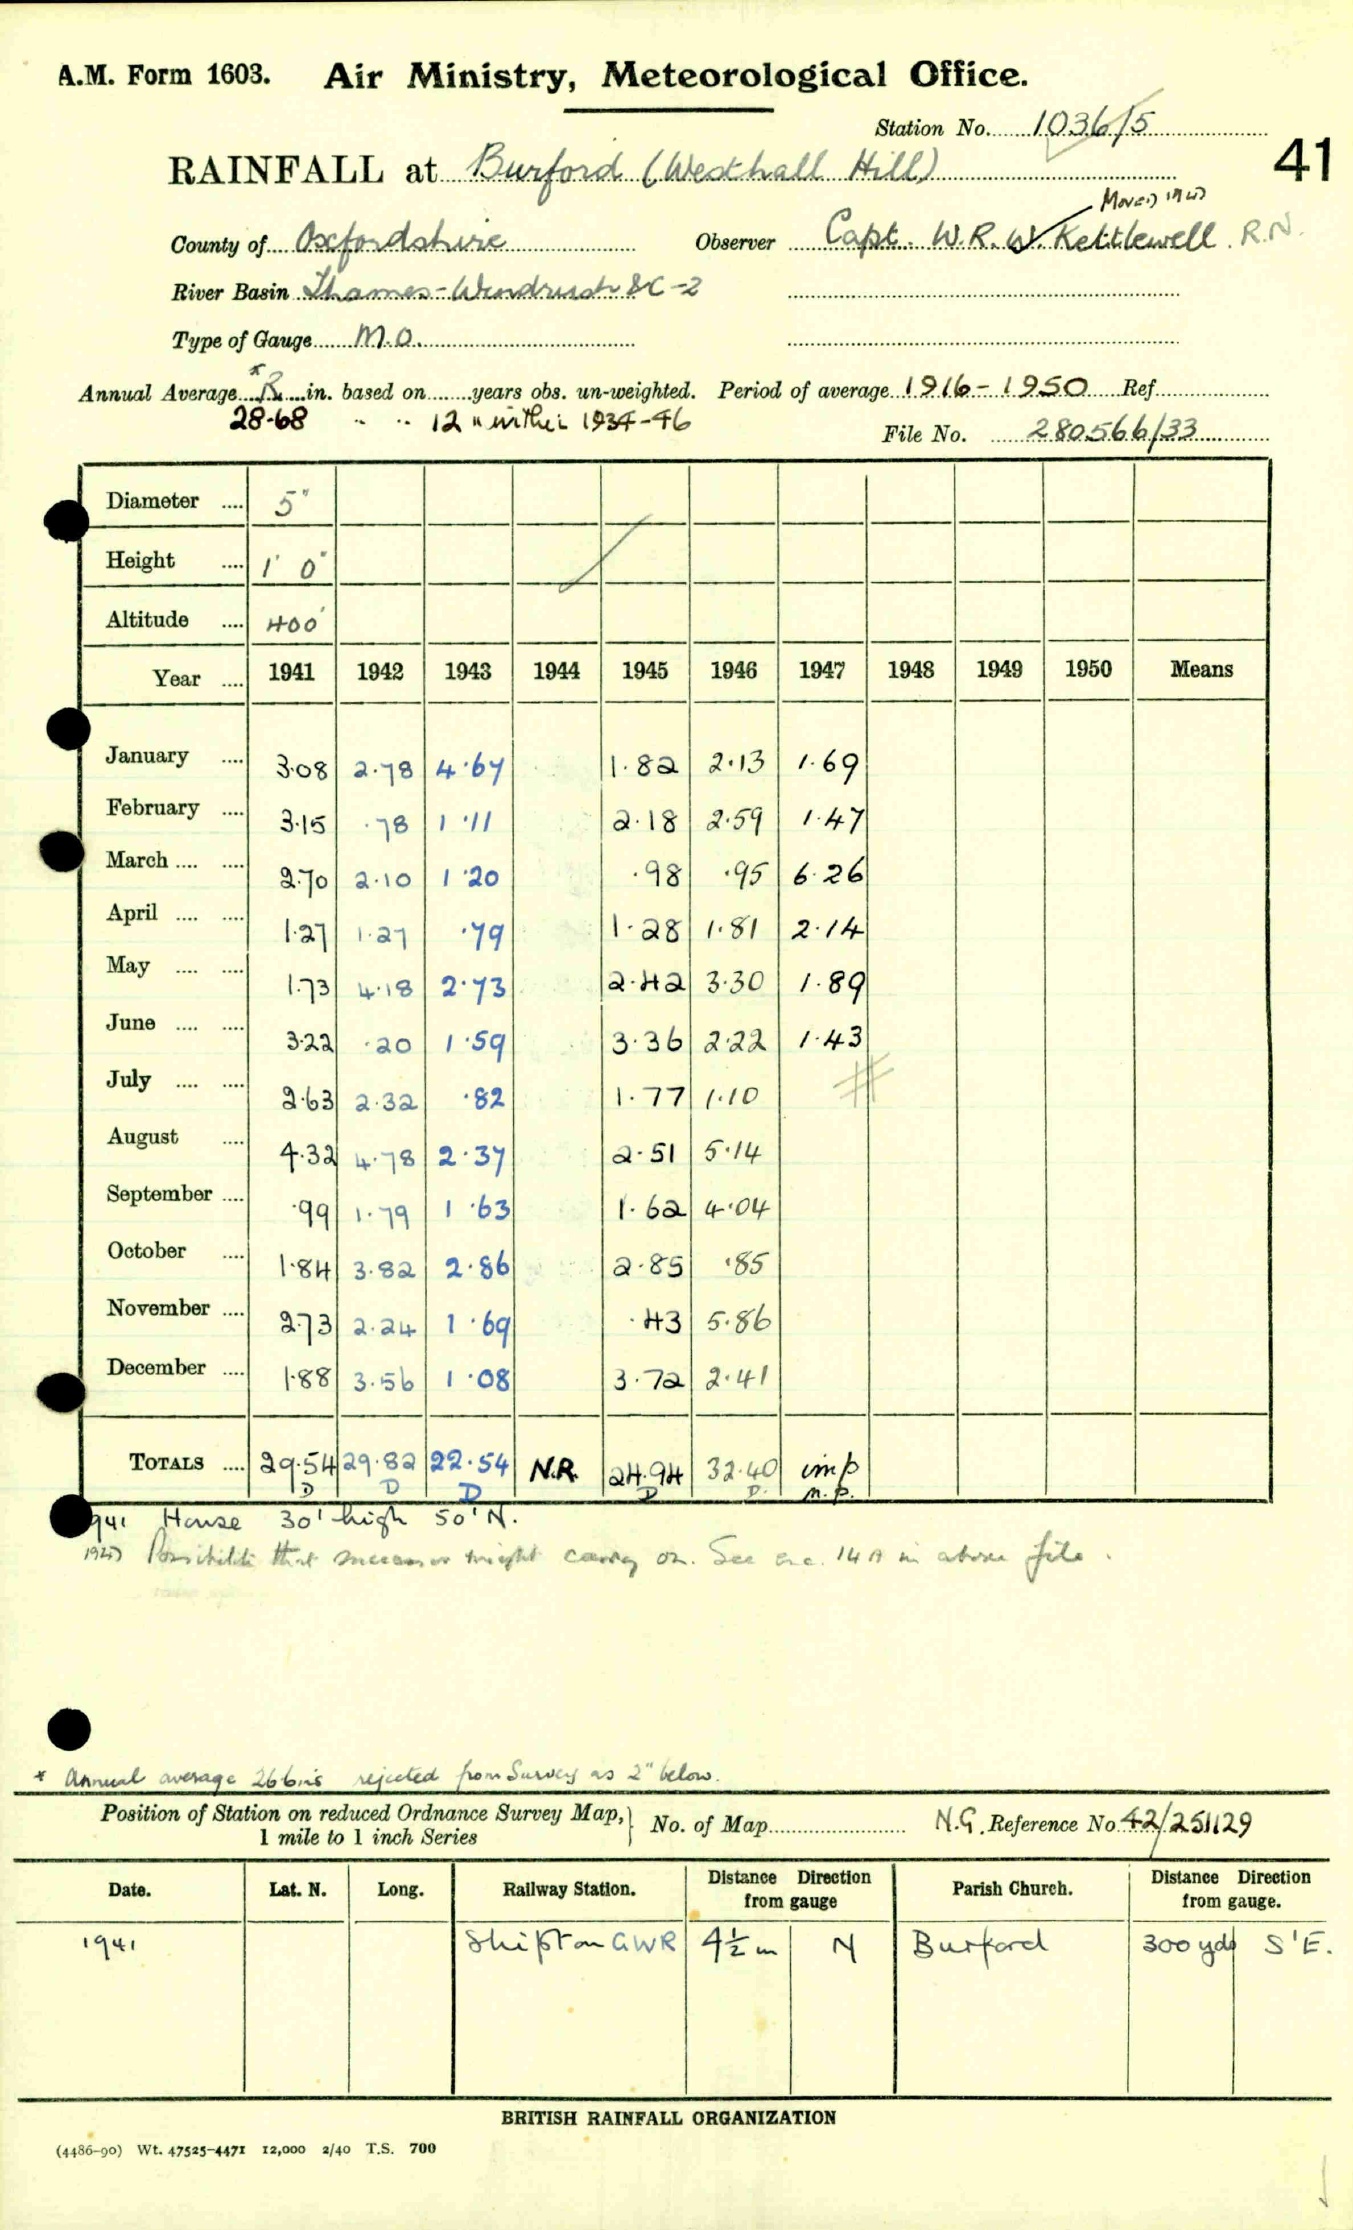 A.M. Form 1603. Air Ministry, Meteorological Office.
Station No. 1036/5
41
RAINFALL at Burford (Westhall Hill)
Moved 1947
County of Oxfordshire Observer Capt. W.R.W. Kettlewell R.N.
River Basin Thames-Windrush 8C-2
Type of Gauge M.O.
Annual Average * in. based on years obs. un-weighted. Period of average 1916-1950 Ref.
28.68 " " 12 " within 1934-46
File No. 280566/33
Diameter .... 5"
Height .... 1' 0"
Altitude .... 400'
Year .... 1941 1942 1943 1944 1945 1946 1947 1948 1949 1950 Means
January .... 3.08 2.78 4.67 1.82 2.13 1.69
February .... 3.15 .78 1.11 2.18 2.59 1.47
March .... .... 2.70 2.10 1.20 .98 .95 6.26
April .... .... 1.27 1.27 .79 1.28 1.81 2.14
May .... .... 1.73 4.18 2.73 2.42 3.30 1.89
June .... .... 3.22 .20 1.59 3.36 2.22 1.43
July .... .... 2.63 2.32 .82 1.77 1.10
August .... 4.32 4.78 2.37 2.51 5.14
September .... .99 1.79 1.63 1.62 4.04
October .... 1.84 3.82 2.86 2.85 .85
November .... 2.73 2.24 1.69 .43 5.86
December .... 1.88 3.56 1.08 3.72 2.41
TOTALS .... 29.54 29.82 22.54 N.R. 24.94 32.40 imp
D D D D D. n.p.
1941 House 30' high 50' N.
1947 Possibility that successor might carry on. See enc. 14A in above file.
* Annual average 26.6ins rejected from Survey as 2" below.
Position of Station on reduced Ordnance Survey Map,} No. of Map N.G. Reference No 42/251129
1 mile to 1 inch Series
Date. Lat. N. Long. Railway Station. Distance Direction from gauge Parish Church. Distance Direction from gauge.
1941 Shipton GWR 4½ m N Burford 300 yds S'E.
BRITISH RAINFALL ORGANIZATION
(4486-90) Wt. 47525-4471 12,000 2/40 T.S. 700